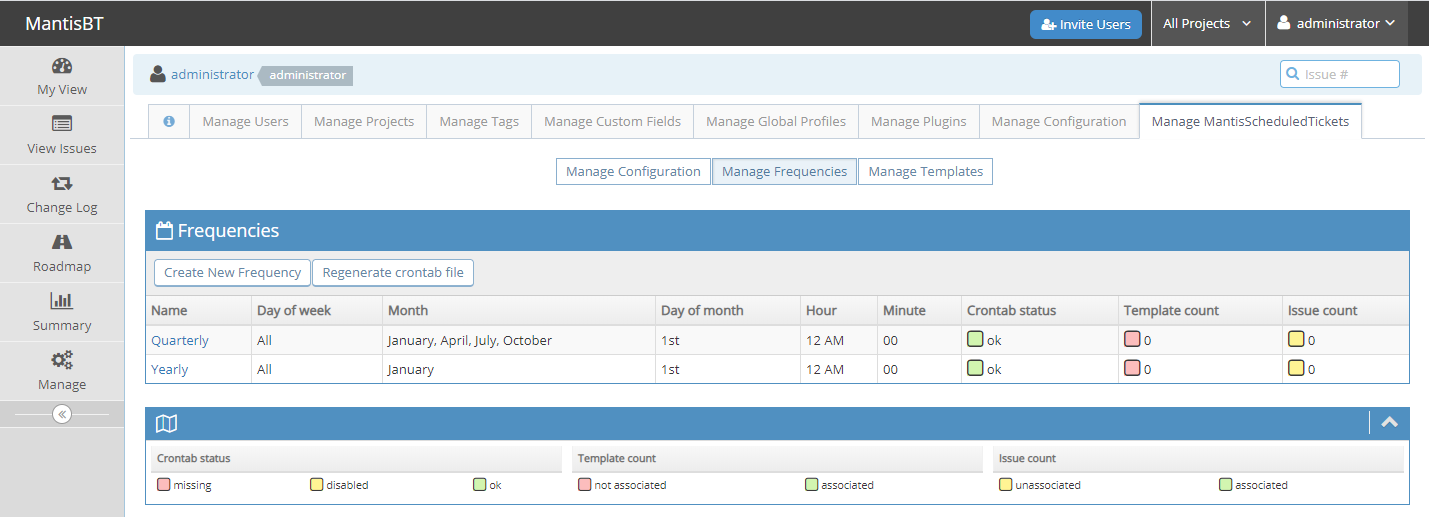 MantisBT Invite Users All Projects administrator
My View
View Issues
Change Log
Roadmap
Summary
Manage
administrator administrator Issue #
Manage Users Manage Projects Manage Tags Manage Custom Fields Manage Global Profiles Manage Plugins Manage Configuration Manage MantisScheduledTickets
Manage Configuration Manage Frequencies Manage Templates
Frequencies
Create New Frequency Regenerate crontab file
Name Day of week Month Day of month Hour Minute Crontab status Template count Issue count
Quarterly All January, April, July, October 1st 12 AM 00 ok 0 0
Yearly All January 1st 12 AM 00 ok 0 0
Crontab status Template count Issue count
missing disabled ok not associated associated unassociated associated